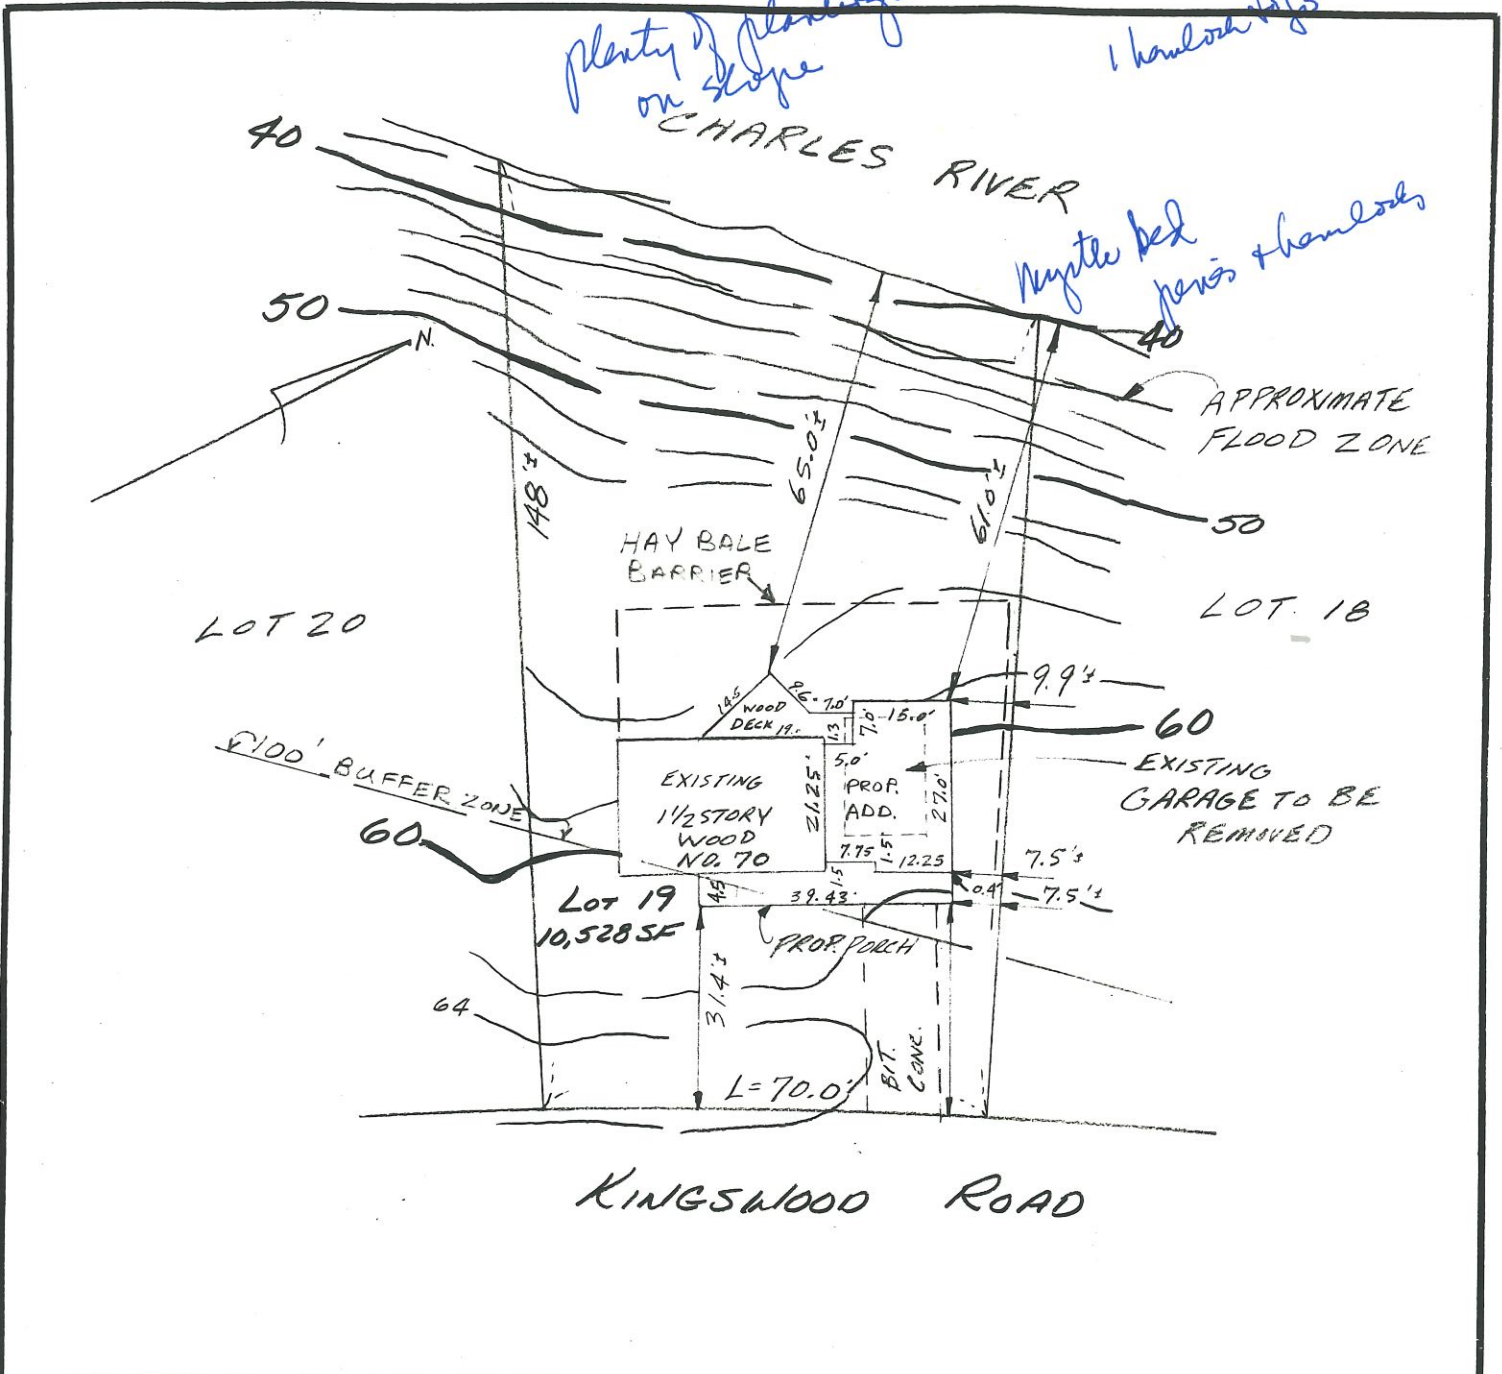 plenty of planting
on slope
1 hemlock
CHARLES RIVER
Myrtle bed
+ hemlocks
40
50
N.
40
APPROXIMATE
FLOOD ZONE
148'±
65.0'±
61.0'±
50
HAY BALE
BARRIER
LOT 20
LOT. 18
9.9'±
14.5
9.6
7.0'
WOOD
DECK
19.
1.3
7.0'
15.0'
60
100' BUFFER ZONE
EXISTING
1 1/2 STORY
WOOD
NO. 70
21.25'
5.0'
PROP.
ADD.
27.0'
EXISTING
GARAGE TO BE
REMOVED
60
7.75
1.5
12.25
7.5'±
LOT 19
10,528 SF
4.5
39.43'
1.5
0.4'
7.5'±
PROP. PORCH
31.4'±
64
BIT.
CONC.
L=70.0'
KINGSWOOD ROAD